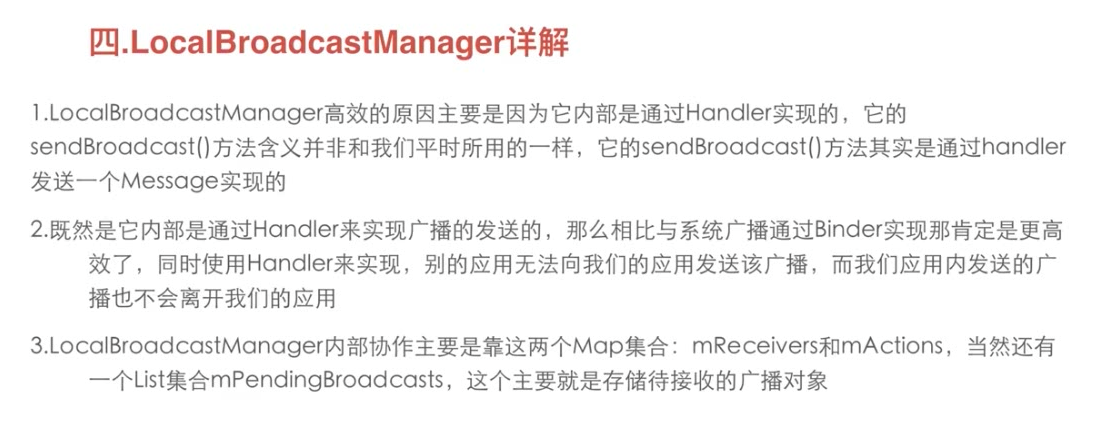 四.LocalBroadcastManager详解
1.LocalBroadcastManager高效的原因主要是因为它内部是通过Handler实现的，它的
sendBroadcast()方法含义并非和我们平时所用的一样，它的sendBroadcast()方法其实是通过handler
发送一个Message实现的
2.既然是它内部是通过Handler来实现广播的发送的，那么相比与系统广播通过Binder实现那肯定是更高
效了，同时使用Handler来实现，别的应用无法向我们的应用发送该广播，而我们应用内发送的广
播也不会离开我们的应用
3.LocalBroadcastManager内部协作主要是靠这两个Map集合：mReceivers和mActions，当然还有
一个List集合mPendingBroadcasts，这个主要就是存储待接收的广播对象